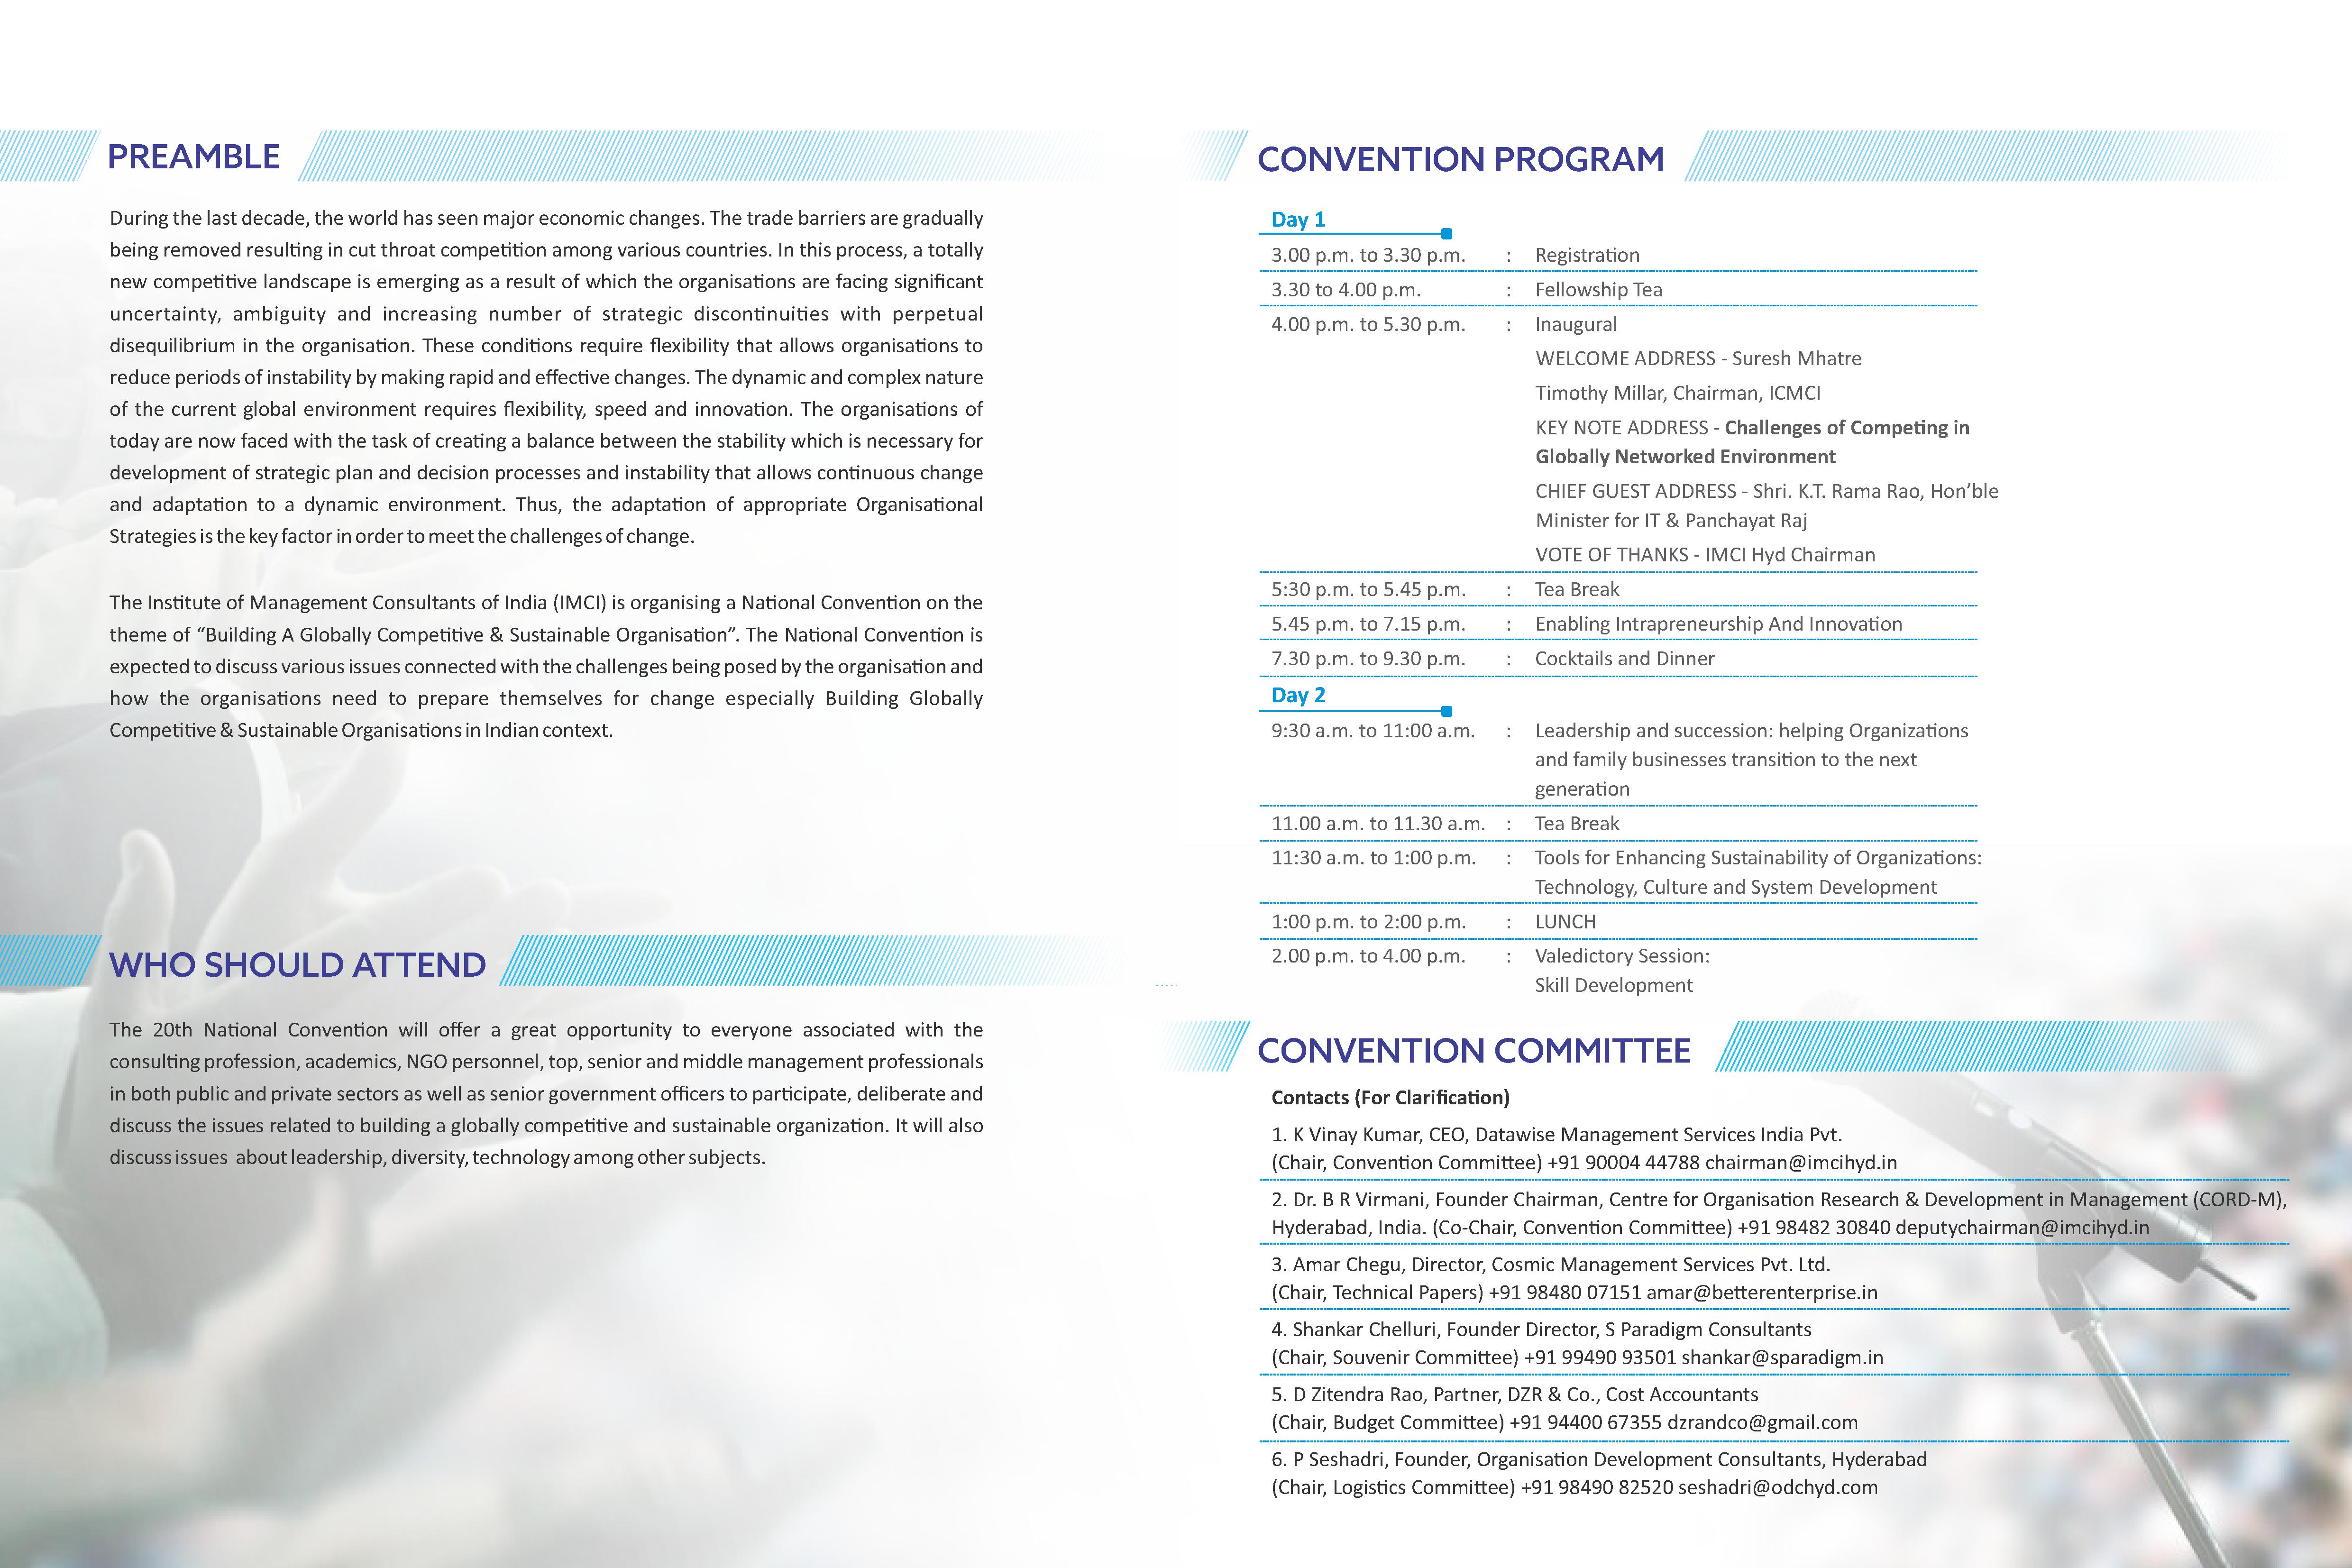 PREAMBLE
During the last decade, the world has seen major economic changes. The trade barriers are gradually
being removed resulting in cut throat competition among various countries. In this process, a totally
new competitive landscape is emerging as a result of which the organisations are facing significant
uncertainty, ambiguity and increasing number of strategic discontinuities with perpetual
disequilibrium in the organisation. These conditions require flexibility that allows organisations to
reduce periods of instability by making rapid and effective changes. The dynamic and complex nature
of the current global environment requires flexibility, speed and innovation. The organisations of
today are now faced with the task of creating a balance between the stability which is necessary for
development of strategic plan and decision processes and instability that allows continuous change
and adaptation to a dynamic environment. Thus, the adaptation of appropriate Organisational
Strategies is the key factor in order to meet the challenges of change.
The Institute of Management Consultants of India (IMCI) is organising a National Convention on the
theme of “Building A Globally Competitive & Sustainable Organisation”. The National Convention is
expected to discuss various issues connected with the challenges being posed by the organisation and
how the organisations need to prepare themselves for change especially Building Globally
Competitive & Sustainable Organisations in Indian context.
WHO SHOULD ATTEND
The 20th National Convention will offer a great opportunity to everyone associated with the
consulting profession, academics, NGO personnel, top, senior and middle management professionals
in both public and private sectors as well as senior government officers to participate, deliberate and
discuss the issues related to building a globally competitive and sustainable organization. It will also
discuss issues about leadership, diversity, technology among other subjects.
CONVENTION PROGRAM
Day 1
3.00 p.m. to 3.30 p.m. : Registration
3.30 to 4.00 p.m. : Fellowship Tea
4.00 p.m. to 5.30 p.m. : Inaugural
WELCOME ADDRESS - Suresh Mhatre
Timothy Millar, Chairman, ICMCI
KEY NOTE ADDRESS - Challenges of Competing in
Globally Networked Environment
CHIEF GUEST ADDRESS - Shri. K.T. Rama Rao, Hon’ble
Minister for IT & Panchayat Raj
VOTE OF THANKS - IMCI Hyd Chairman
5:30 p.m. to 5.45 p.m. : Tea Break
5.45 p.m. to 7.15 p.m. : Enabling Intrapreneurship And Innovation
7.30 p.m. to 9.30 p.m. : Cocktails and Dinner
Day 2
9:30 a.m. to 11:00 a.m. : Leadership and succession: helping Organizations
and family businesses transition to the next
generation
11.00 a.m. to 11.30 a.m. : Tea Break
11:30 a.m. to 1:00 p.m. : Tools for Enhancing Sustainability of Organizations:
Technology, Culture and System Development
1:00 p.m. to 2:00 p.m. : LUNCH
2.00 p.m. to 4.00 p.m. : Valedictory Session:
Skill Development
CONVENTION COMMITTEE
Contacts (For Clarification)
1. K Vinay Kumar, CEO, Datawise Management Services India Pvt.
(Chair, Convention Committee) +91 90004 44788 chairman@imcihyd.in
2. Dr. B R Virmani, Founder Chairman, Centre for Organisation Research & Development in Management (CORD-M),
Hyderabad, India. (Co-Chair, Convention Committee) +91 98482 30840 deputychairman@imcihyd.in
3. Amar Chegu, Director, Cosmic Management Services Pvt. Ltd.
(Chair, Technical Papers) +91 98480 07151 amar@betterenterprise.in
4. Shankar Chelluri, Founder Director, S Paradigm Consultants
(Chair, Souvenir Committee) +91 99490 93501 shankar@sparadigm.in
5. D Zitendra Rao, Partner, DZR & Co., Cost Accountants
(Chair, Budget Committee) +91 94400 67355 dzrandco@gmail.com
6. P Seshadri, Founder, Organisation Development Consultants, Hyderabad
(Chair, Logistics Committee) +91 98490 82520 seshadri@odchyd.com